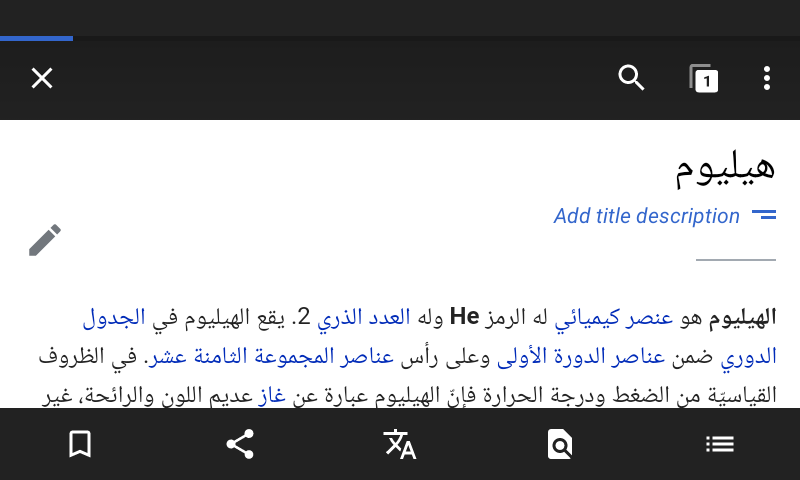 1
هيليوم
Add title description
الهيليوم هو عنصر كيميائي له الرمز He وله العدد الذري 2. يقع الهيليوم في الجدول
الدوري ضمن عناصر الدورة الأولى وعلى رأس عناصر المجموعة الثامنة عشر. في الظروف
القياسيّة من الضغط ودرجة الحرارة فإنّ الهيليوم عبارة عن غاز عديم اللون والرائحة، غير